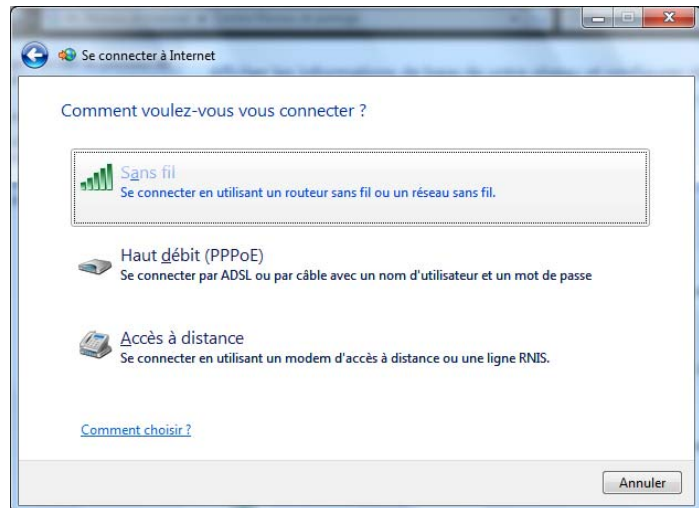 Se connecter à Internet
Comment voulez-vous vous connecter ?
Sans fil
Se connecter en utilisant un routeur sans fil ou un réseau sans fil.
Haut débit (PPPoE)
Se connecter par ADSL ou par câble avec un nom d'utilisateur et un mot de passe
Accès à distance
Se connecter en utilisant un modem d'accès à distance ou une ligne RNIS.
Comment choisir ?
Annuler